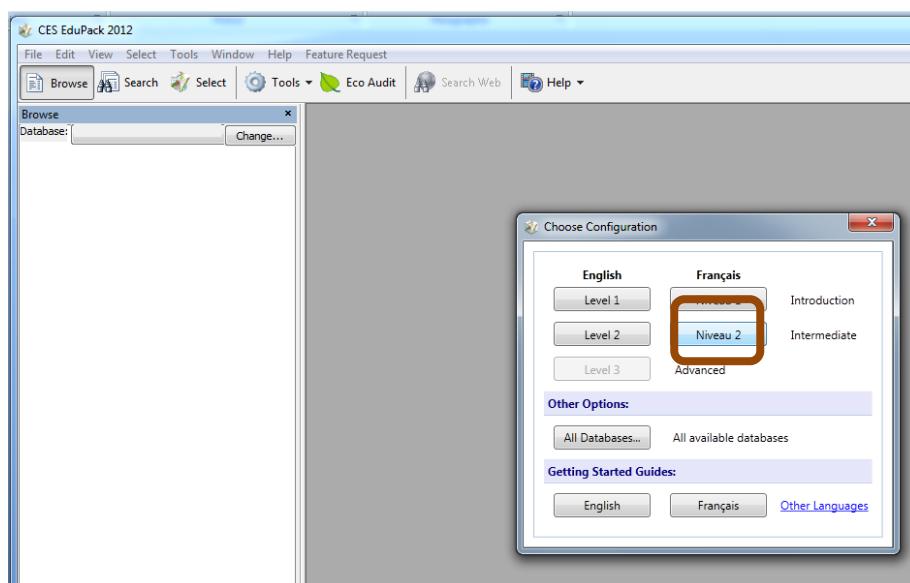 CES EduPack 2012
File Edit View Select Tools Window Help Feature Request
Browse Search Select Tools Eco Audit Search Web Help
Browse
Database: Change...
Choose Configuration
English Français
Level 1 Introduction
Level 2 Niveau 2 Intermediate
Level 3 Advanced
Other Options:
All Databases... All available databases
Getting Started Guides:
English Français Other Languages